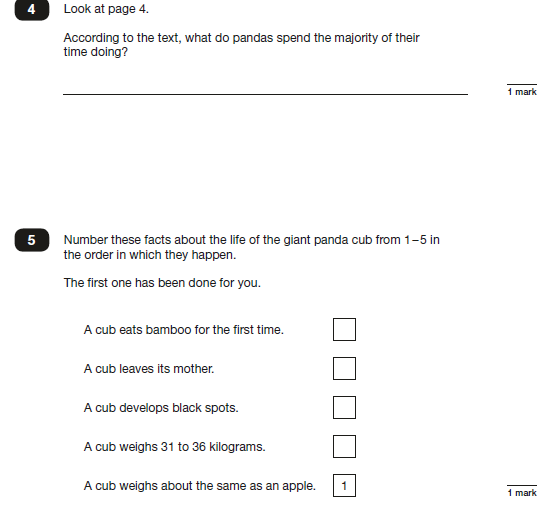 4 Look at page 4.
According to the text, what do pandas spend the majority of their
time doing?
1 mark
5 Number these facts about the life of the giant panda cub from 1–5 in
the order in which they happen.
The first one has been done for you.
A cub eats bamboo for the first time.
A cub leaves its mother.
A cub develops black spots.
A cub weighs 31 to 36 kilograms.
A cub weighs about the same as an apple. 1
1 mark